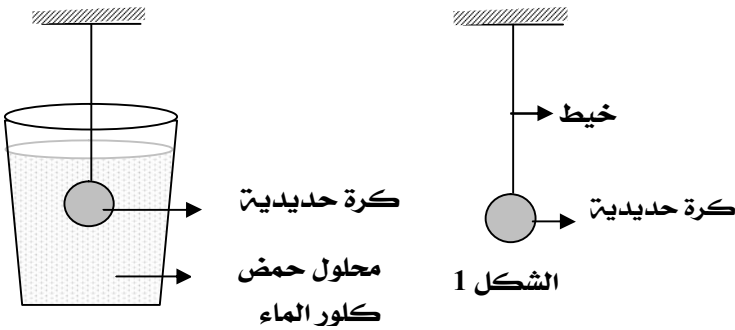 خيط
كرة حديدية
الشكل 1
كرة حديدية
محلول حمض
كلور الماء